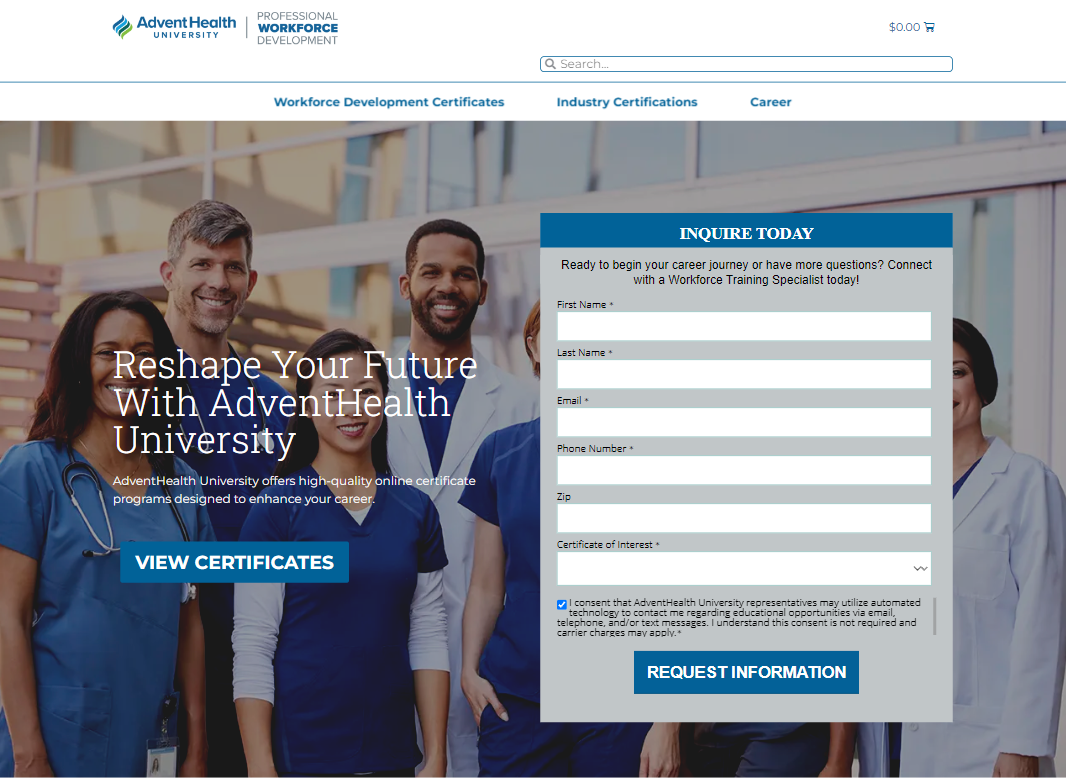 AdventHealth
UNIVERSITY
PROFESSIONAL
WORKFORCE
DEVELOPMENT
$0.00
Search...
Workforce Development Certificates
Industry Certifications
Career
Reshape Your Future
With AdventHealth
University
AdventHealth University offers high-quality online certificate
programs designed to enhance your career.
VIEW CERTIFICATES
INQUIRE TODAY
Ready to begin your career journey or have more questions? Connect
with a Workforce Training Specialist today!
First Name *
Last Name *
Email *
Phone Number *
Zip
Certificate of Interest *
I consent that AdventHealth University representatives may utilize automated
technology to contact me regarding educational opportunities via email,
telephone, and/or text messages. I understand this consent is not required and
carrier charges may apply.*
REQUEST INFORMATION